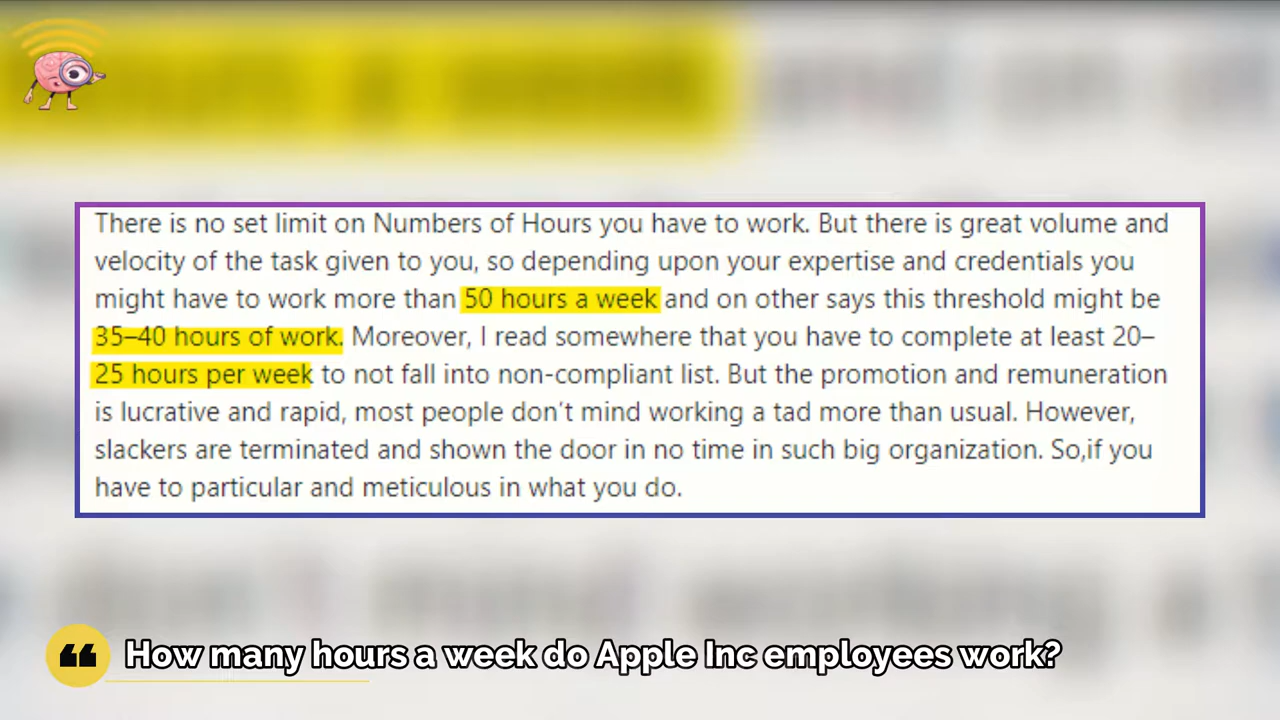 There is no set limit on Numbers of Hours you have to work. But there is great volume and
velocity of the task given to you, so depending upon your expertise and credentials you
might have to work more than 50 hours a week and on other says this threshold might be
35–40 hours of work. Moreover, I read somewhere that you have to complete at least 20–
25 hours per week to not fall into non-compliant list. But the promotion and remuneration
is lucrative and rapid, most people don't mind working a tad more than usual. However,
slackers are terminated and shown the door in no time in such big organization. So,if you
have to particular and meticulous in what you do.
❝ How many hours a week do Apple Inc employees work?